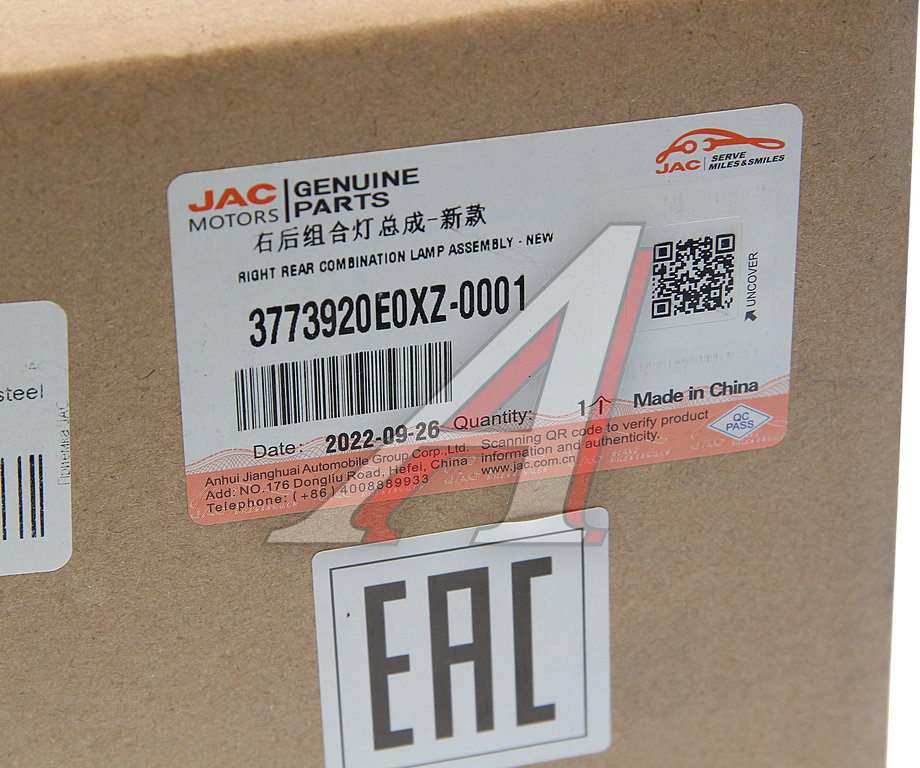 JAC MOTORS
GENUINE PARTS
JAC
SERVE
MILES & SMILES
右后组合灯总成-新款
RIGHT REAR COMBINATION LAMP ASSEMBLY - NEW
3773920E0XZ-0001
UNCOVER
Date: 2022-09-26 Quantity: 1个 Made in China
Anhui Jianghuai Automobile Group Corp., Ltd.
Add: NO.176 Dongliu Road, Hefei, China
Telephone: (+86) 4008889933
Scanning QR code to verify product
information and authenticity.
www.jac.com.cn
QC
PASS
steel
EAC